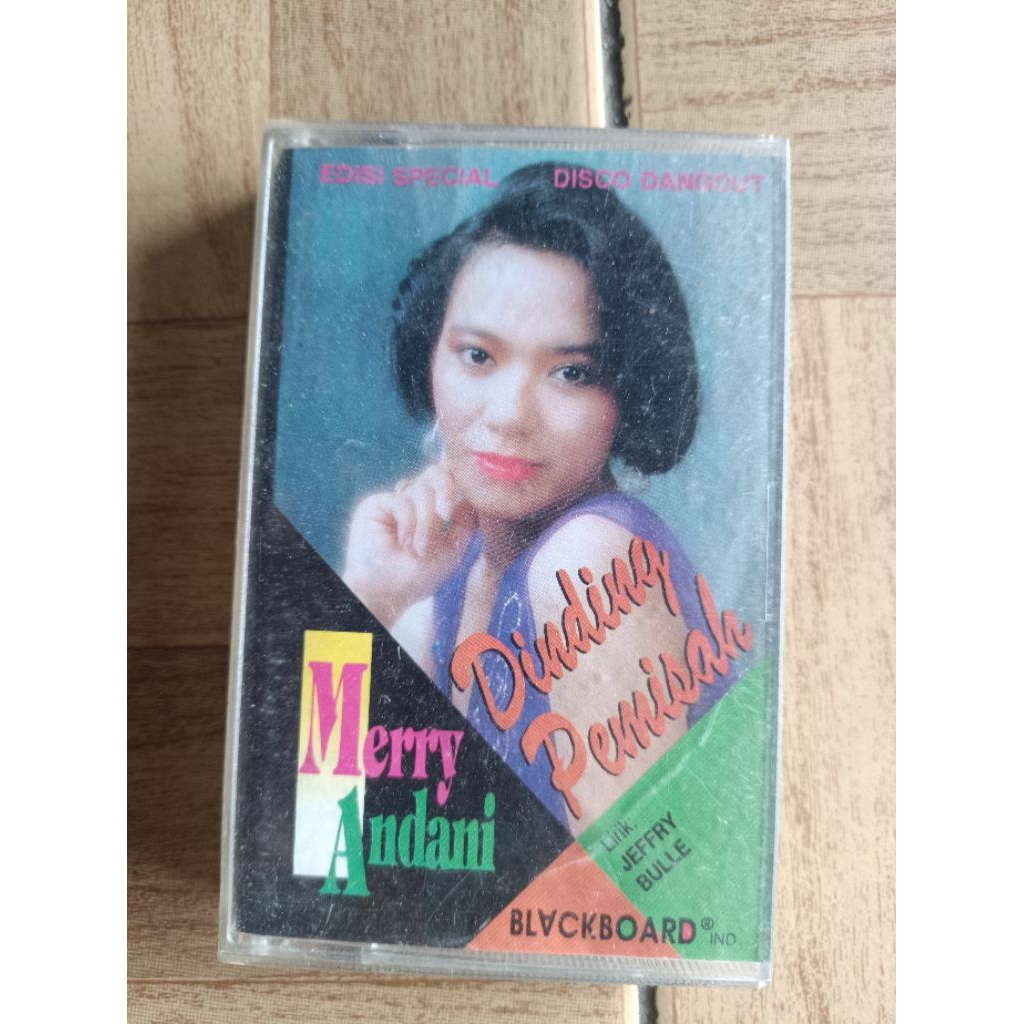 EDISI SPECIAL DISCO DANGDUT
Dinding
Pemisah
Merry
Andani
Lirik:
JEFFRY
BULLE
BLACKBOARD® IND